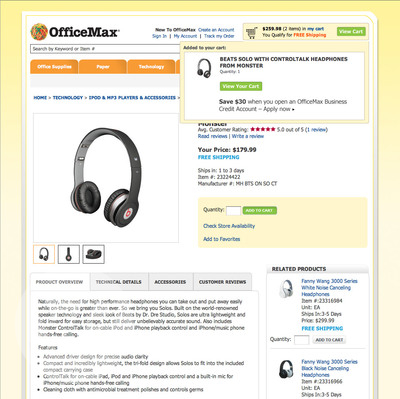 OfficeMax
New To OfficeMax Create an Account
Sign In | My Account | Track Order
$259.98 (2 items) in my cart
You Qualify for FREE Shipping
View Cart
Search by Keyword or Item #
Added to your cart:
BEATS SOLO WITH CONTROLTALK HEADPHONES
FROM MONSTER
Quantity: 1
View Your Cart
Save $30 when you open an OfficeMax Business
Credit Account – Apply now ▸
Office Supplies
Paper
Technology
HOME > TECHNOLOGY > IPOD & MP3 PLAYERS & ACCESSORIES >
Monster
Avg. Customer Rating: ★★★★★ 5.0 out of 5 (1 review)
Read reviews | Write a review
Your Price: $179.99
FREE SHIPPING
Ships in: 1 to 3 days
Item #: 23224422
Manufacturer #: MH BTS ON SO CT
Quantity:
ADD TO CART
Check Store Availability
Add to Favorites
PRODUCT OVERVIEW
TECHNICAL DETAILS
ACCESSORIES
CUSTOMER REVIEWS
Naturally, the need for high performance headphones you can take out and put away easily
while on-the-go is greater than ever. So we bring you Solos. Built on the world-renowned
speaker technology and sleek look of Beats by Dr. Dre Studio, Solos are ultra lightweight and
fold inward for easy storage, but still deliver unbelievably accurate sound. Also includes
Monster ControlTalk for on-cable iPod and iPhone playback control and iPhone/music phone
hands-free calling.
Features
• Advanced driver design for precise audio clarity
• Compact and incredibly lightweight, the tri-fold design allows Solos to fit into the included
compact carrying case
• ControlTalk for on-cable iPod, iPod and iPhone playback control and a built-in mic for
iPhone/music phone hands-free calling
• Cleaning cloth with antimicrobial treatment polishes and controls germs
RELATED PRODUCTS
Fanny Wang 3000 Series
White Noise Canceling
Headphones
Item #:23316984
Unit: EA
Ships In:3-5 Days
Price: $299.99
FREE SHIPPING
Qty:
ADD TO CART
Fanny Wang 3000 Series
Black Noise Canceling
Headphones
Item #:23316966
Unit: EA
Ships In:3-5 Days